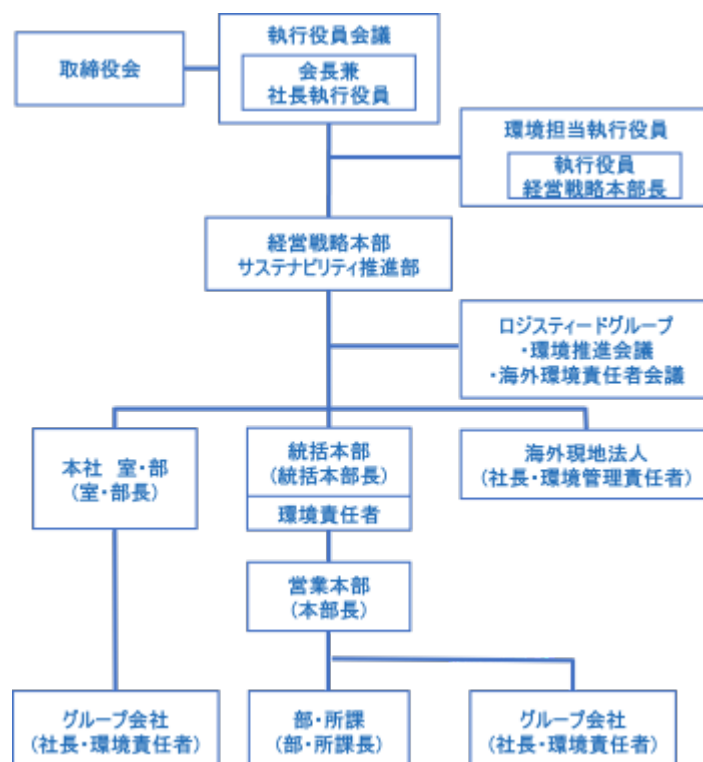 執行役員会議
取締役会
会長兼
社長執行役員
環境担当執行役員
執行役員
経営戦略本部長
経営戦略本部
サステナビリティ推進部
ロジスティードグループ
・環境推進会議
・海外環境責任者会議
本社 室・部
(室・部長)
統括本部
(統括本部長)
環境責任者
海外現地法人
(社長・環境管理責任者)
営業本部
(本部長)
グループ会社
(社長・環境責任者)
部・所課
(部・所課長)
グループ会社
(社長・環境責任者)